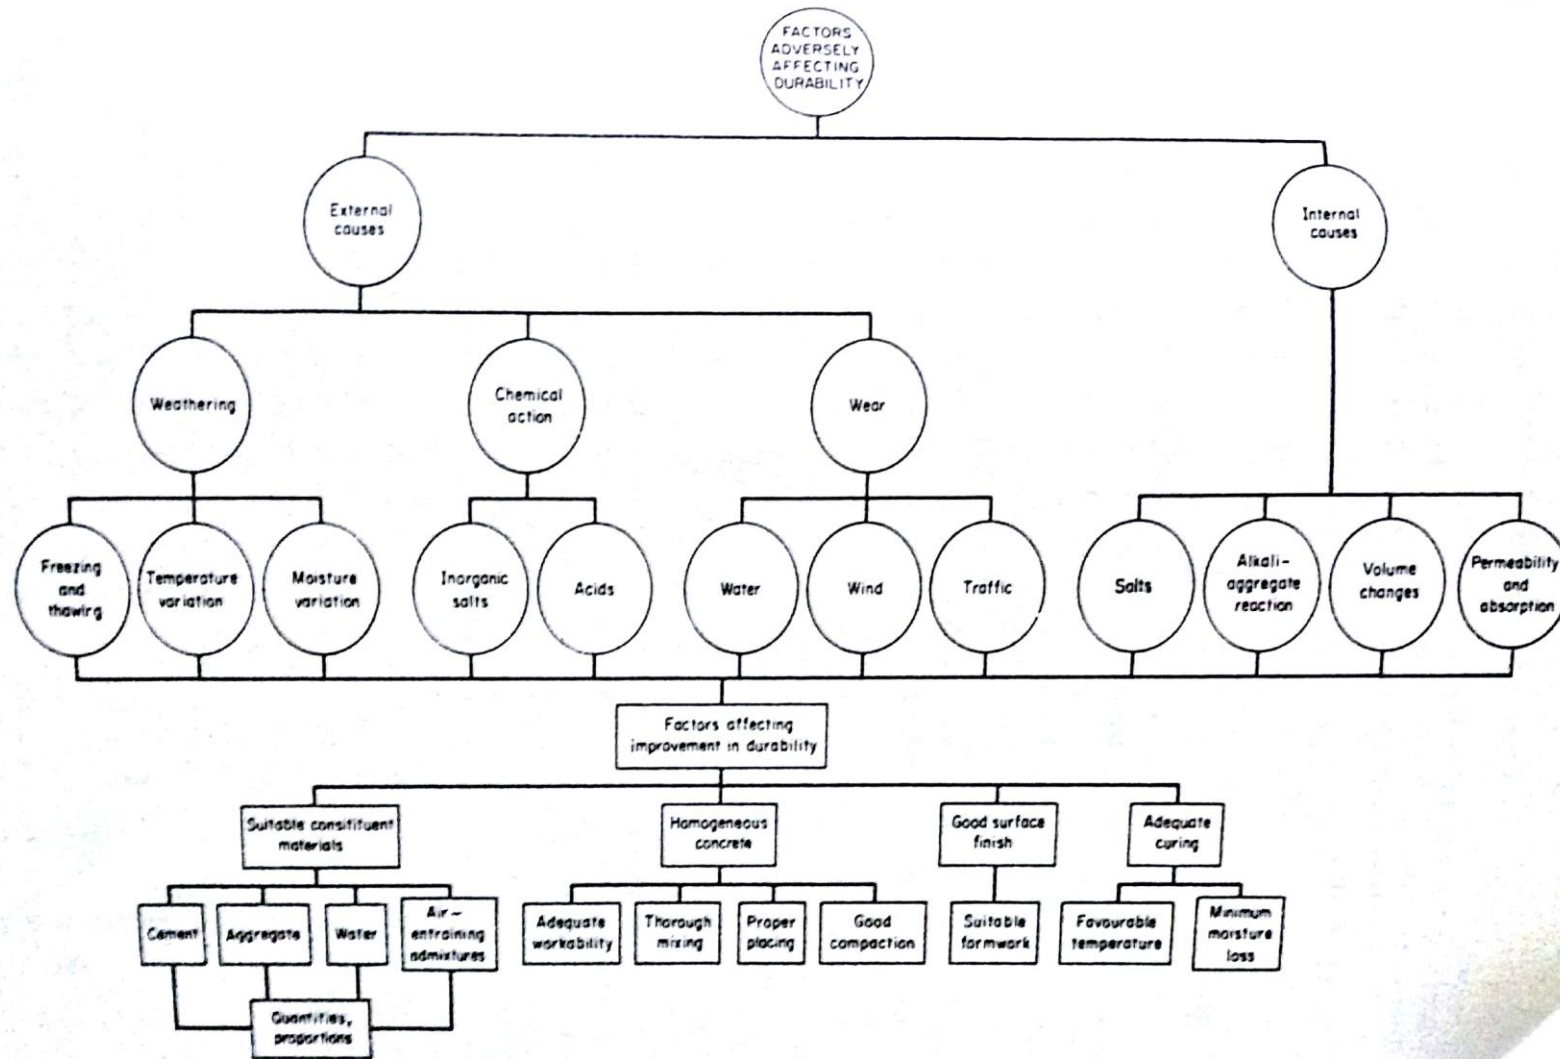 FACTORS
ADVERSELY
AFFECTING
DURABILITY
External
causes
Internal
causes
Weathering
Chemical
action
Wear
Freezing
and
thawing
Temperature
variation
Moisture
variation
Inorganic
salts
Acids
Water
Wind
Traffic
Salts
Alkali-
aggregate
reaction
Volume
changes
Permeability
and
absorption
Factors affecting
improvement in durability
Suitable consitituent
materials
Homogeneous
concrete
Good surface
finish
Adequate
curing
Cement
Aggregate
Water
Air-
entraining
admixtures
Adequate
workability
Thorough
mixing
Proper
placing
Good
compaction
Suitable
formwork
Favourable
temperature
Minimum
moisture
loss
Quantities,
proportions